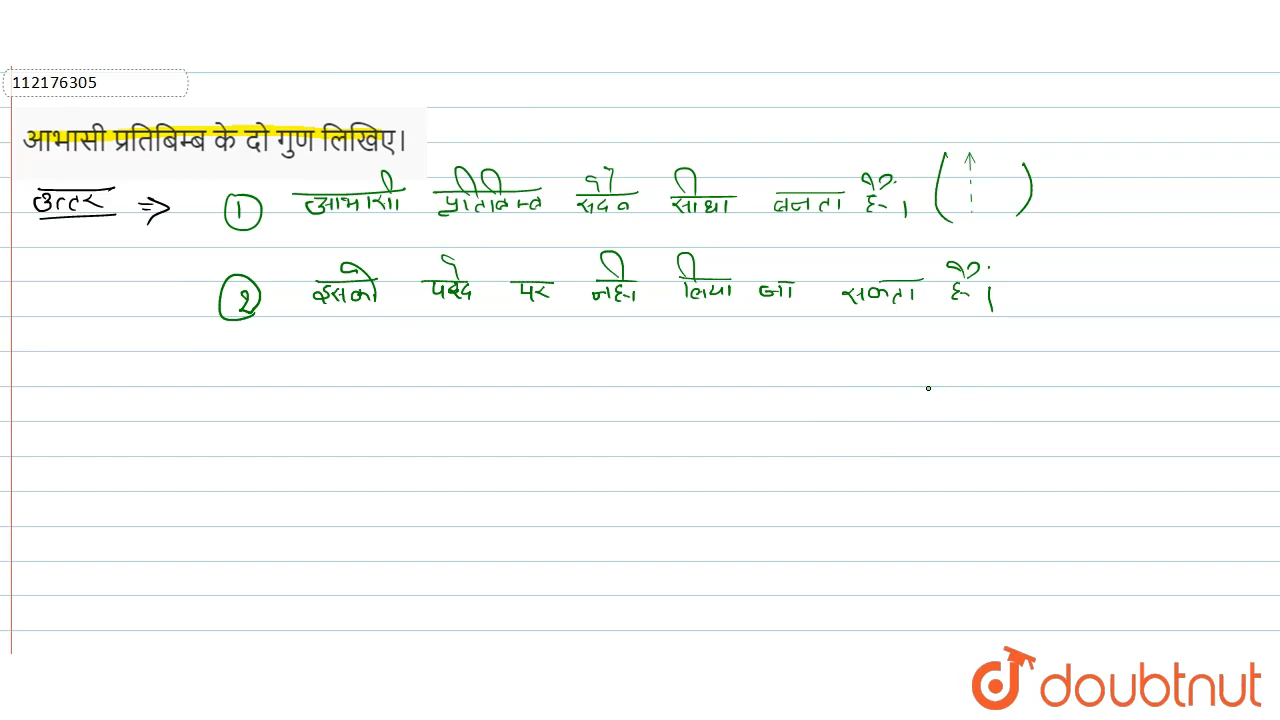 112176305
आभासी प्रतिबिम्ब के दो गुण लिखिए।
उत्तर ⇒ ① आभासी प्रतिबिम्ब सदैव सीधा बनता है।
② इसको पर्दे पर नहीं लिया जा सकता है।
doubtnut